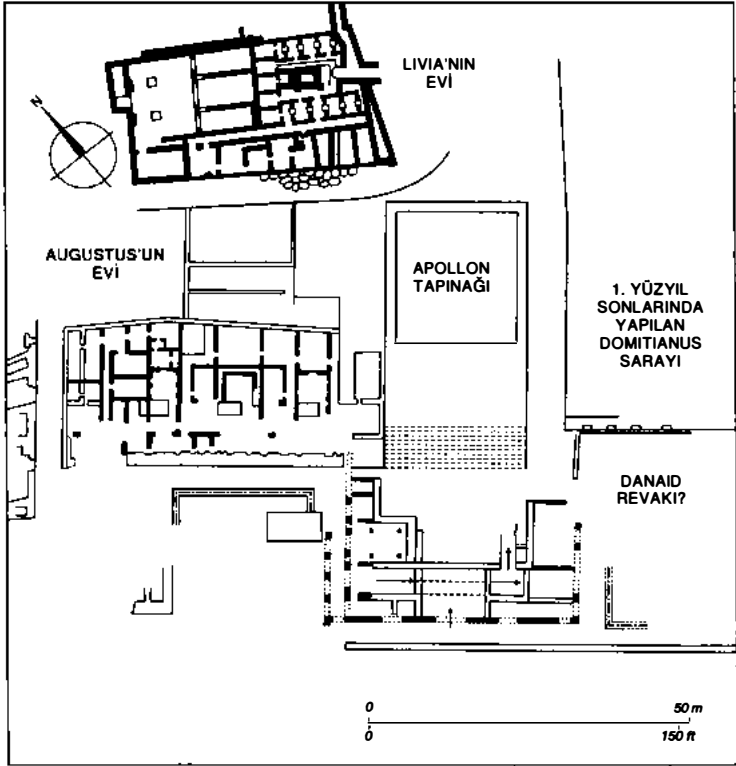 LIVIA'NIN
EVİ
N
AUGUSTUS'UN
EVİ
APOLLON
TAPINAĞI
1. YÜZYIL
SONLARINDA
YAPILAN
DOMITIANUS
SARAYI
DANAID
REVAKI?
0 50 m
0 150 ft